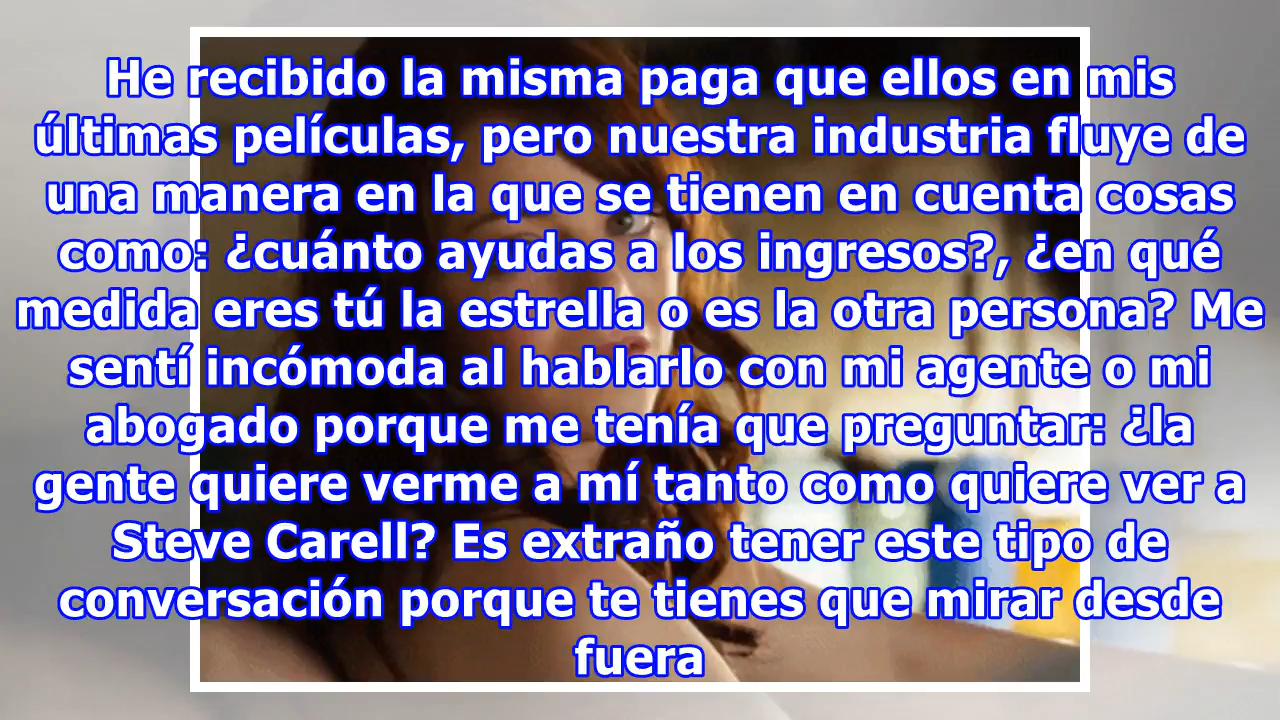 He recibido la misma paga que ellos en mis
últimas películas, pero nuestra industria fluye de
una manera en la que se tienen en cuenta cosas
como: ¿cuánto ayudas a los ingresos?, ¿en qué
medida eres tú la estrella o es la otra persona? Me
sentí incómoda al hablarlo con mi agente o mi
abogado porque me tenía que preguntar: ¿la
gente quiere verme a mí tanto como quiere ver a
Steve Carell? Es extraño tener este tipo de
conversación porque te tienes que mirar desde
fuera